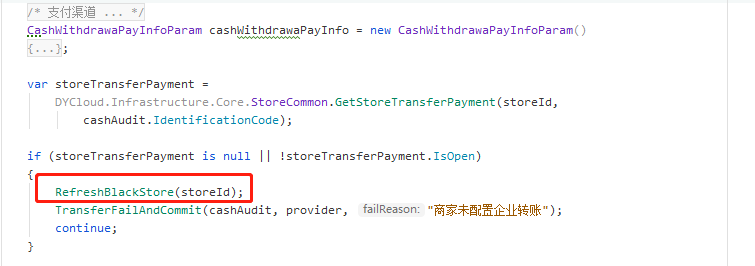 /* 支付渠道 ... */
CashWithdrawaPayInfoParam cashWithdrawaPayInfo = new CashWithdrawaPayInfoParam()
{...};
var storeTransferPayment =
DYCloud.Infrastructure.Core.StoreCommon.GetStoreTransferPayment(storeId,
cashAudit.IdentificationCode);
if (storeTransferPayment is null || !storeTransferPayment.IsOpen)
{
RefreshBlackStore(storeId);
TransferFailAndCommit(cashAudit, provider, failReason: "商家未配置企业转账");
continue;
}